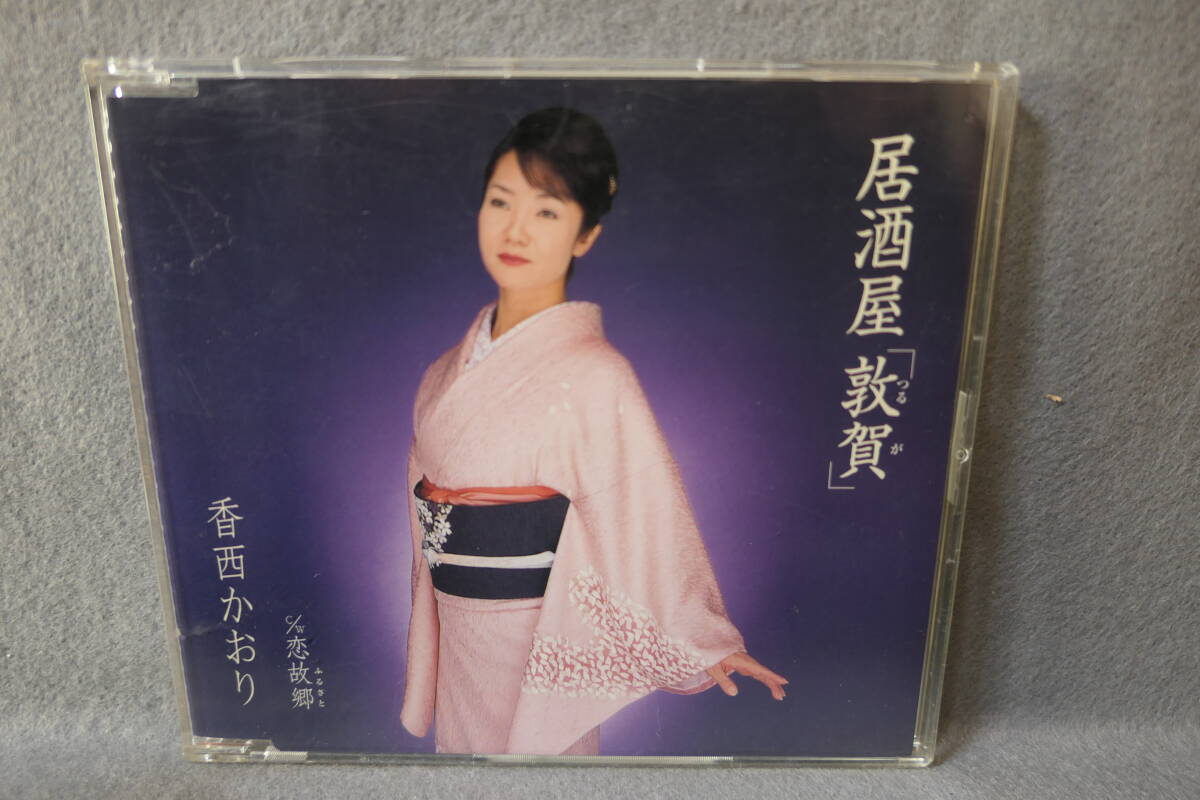 居酒屋「敦賀」
つるが
c/w恋故郷
ふるさと
香西かおり